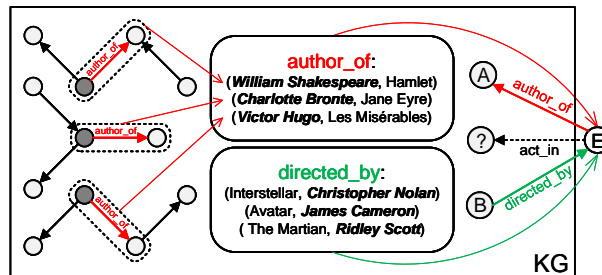 author_of
author_of
author_of
author_of:
(William Shakespeare, Hamlet)
(Charlotte Bronte, Jane Eyre)
(Victor Hugo, Les Misérables)
directed_by:
(Interstellar, Christopher Nolan)
(Avatar, James Cameron)
( The Martian, Ridley Scott)
A
author_of
?
act_in
E
B
directed_by
KG